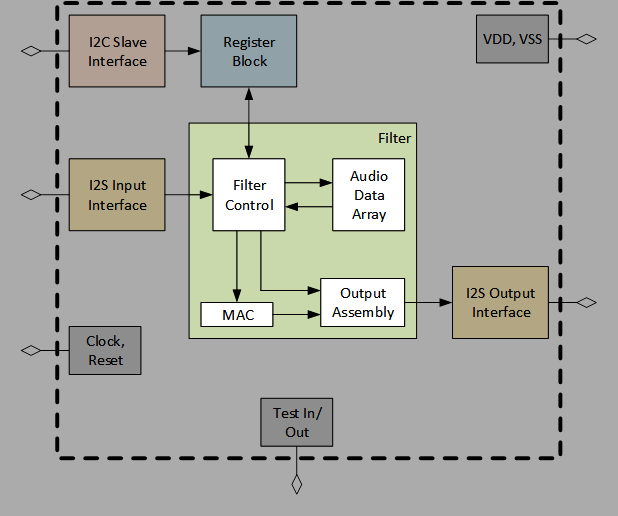 I2C Slave
Interface
Register
Block
VDD, VSS
Filter
I2S Input
Interface
Filter
Control
Audio
Data
Array
I2S Output
Interface
Output
Assembly
MAC
Clock,
Reset
Test In/
Out